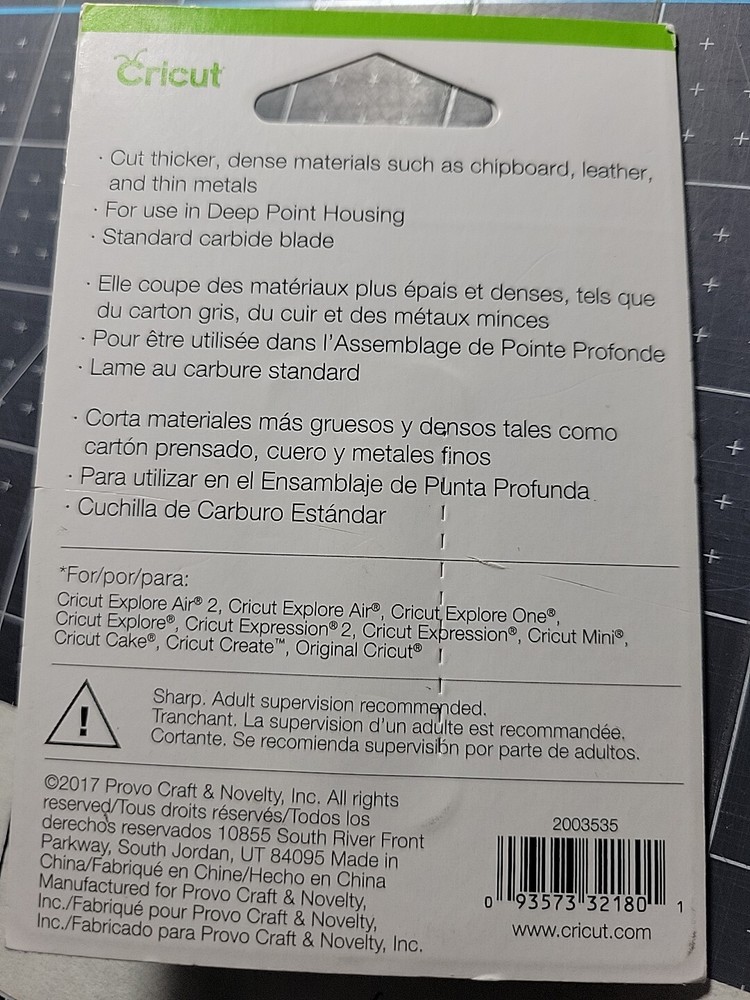 Cricut
· Cut thicker, dense materials such as chipboard, leather,
and thin metals
· For use in Deep Point Housing
· Standard carbide blade
· Elle coupe des matériaux plus épais et denses, tels que
du carton gris, du cuir et des métaux minces
· Pour être utilisée dans l'Assemblage de Pointe Profonde
· Lame au carbure standard
· Corta materiales más gruesos y densos tales como
cartón prensado, cuero y metales finos
· Para utilizar en el Ensamblaje de Punta Profunda
· Cuchilla de Carburo Estándar
*For/por/para:
Cricut Explore Air® 2, Cricut Explore Air®, Cricut Explore One®,
Cricut Explore®, Cricut Expression® 2, Cricut Expression®, Cricut Mini®,
Cricut Cake®, Cricut Create™, Original Cricut®
Sharp. Adult supervision recommended.
Tranchant. La supervision d'un adulte est recommandée.
Cortante. Se recomienda supervisión por parte de adultos.
©2017 Provo Craft & Novelty, Inc. All rights
reserved/Tous droits réservés/Todos los
derechos reservados 10855 South River Front
Parkway, South Jordan, UT 84095 Made in
China/Fabriqué en Chine/Hecho en China
Manufactured for Provo Craft & Novelty,
Inc./Fabriqué pour Provo Craft & Novelty,
Inc./Fabricado para Provo Craft & Novelty, Inc.
2003535
0 93573 32180 1
www.cricut.com